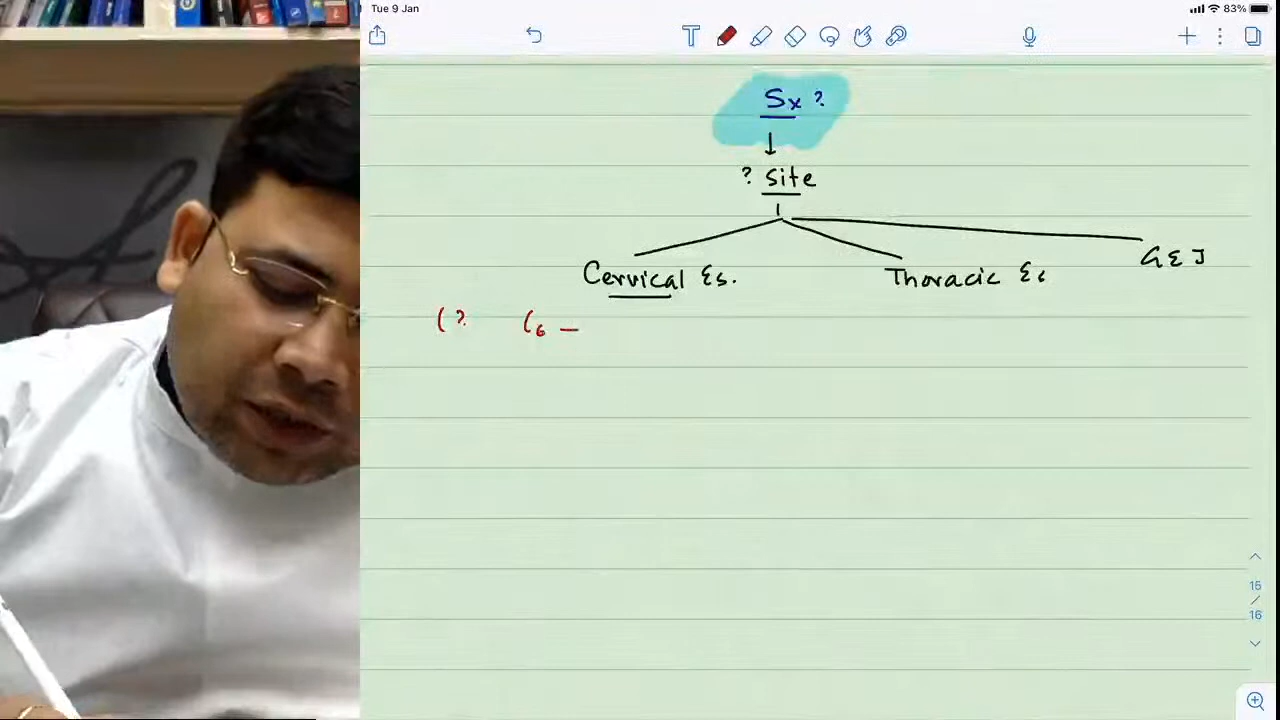 Tue 9 Jan
83%
T
Sx ?
? Site
Cervical Es. Thoracic Es GEJ
(? C6 –
15
16